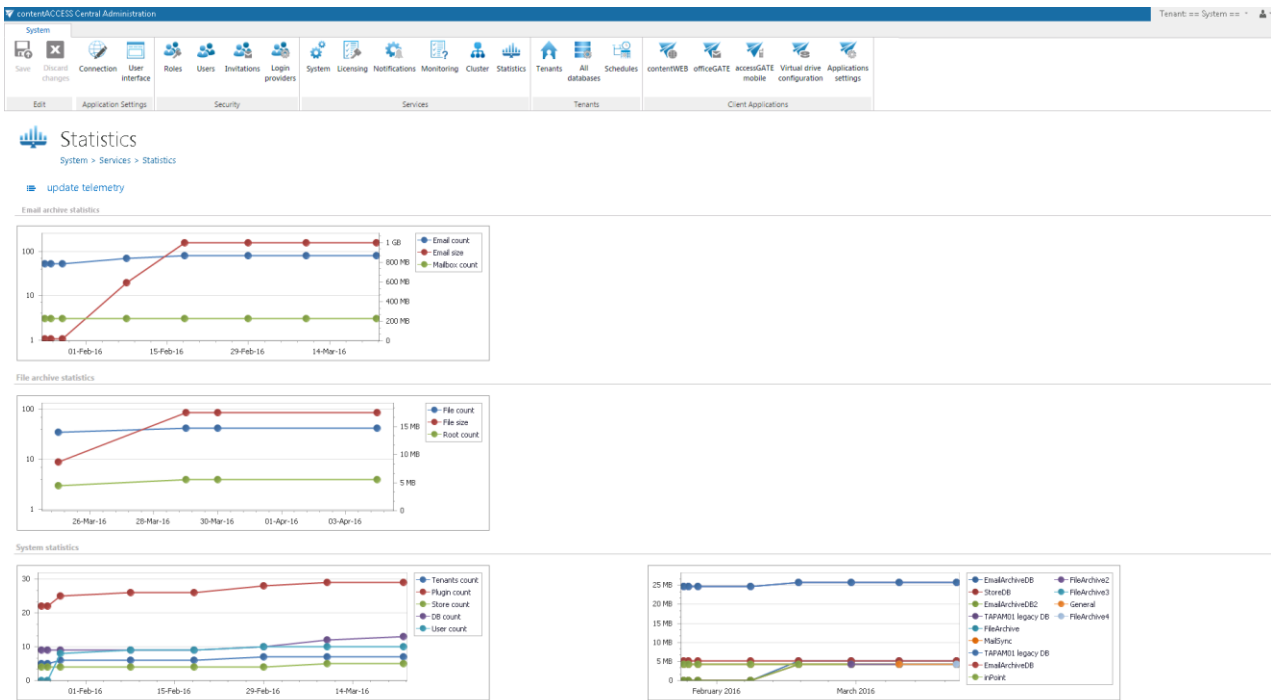 contentACCESS Central Administration
Tenant: == System ==
System
Save
Discard changes
Connection
User interface
Roles
Users
Invitations
Login providers
System
Licensing
Notifications
Monitoring
Cluster
Statistics
Tenants
All databases
Schedules
contentWEB
officeGATE
accessGATE mobile
Virtual drive configuration
Applications settings
Edit
Application Settings
Security
Services
Tenants
Client Applications
Statistics
System > Services > Statistics
update telemetry
Email archive statistics
100
10
1
1 GB
800 MB
600 MB
400 MB
200 MB
0
01-Feb-16
15-Feb-16
29-Feb-16
14-Mar-16
Email count
Email size
Mailbox count
File archive statistics
100
10
1
15 MB
10 MB
5 MB
0
26-Mar-16
28-Mar-16
30-Mar-16
01-Apr-16
03-Apr-16
File count
File size
Root count
System statistics
30
20
10
0
01-Feb-16
15-Feb-16
29-Feb-16
14-Mar-16
Tenants count
Plugin count
Store count
DB count
User count
25 MB
20 MB
15 MB
10 MB
5 MB
0
February 2016
March 2016
EmailArchiveDB
StoreDB
EmailArchiveDB2
TAPAM01 legacy DB
FileArchive
MailSync
TAPAM01 legacy DB
EmailArchiveDB
inPoint
FileArchive2
FileArchive3
General
FileArchive4